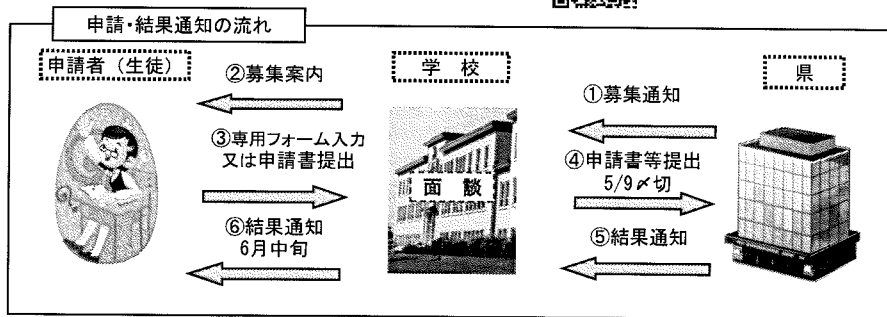 申請・結果通知の流れ
申請者（生徒）
学 校
県
②募集案内
①募集通知
③専用フォーム入力
又は申請書提出
面 談
④申請書等提出
5/9〆切
⑥結果通知
6月中旬
⑤結果通知